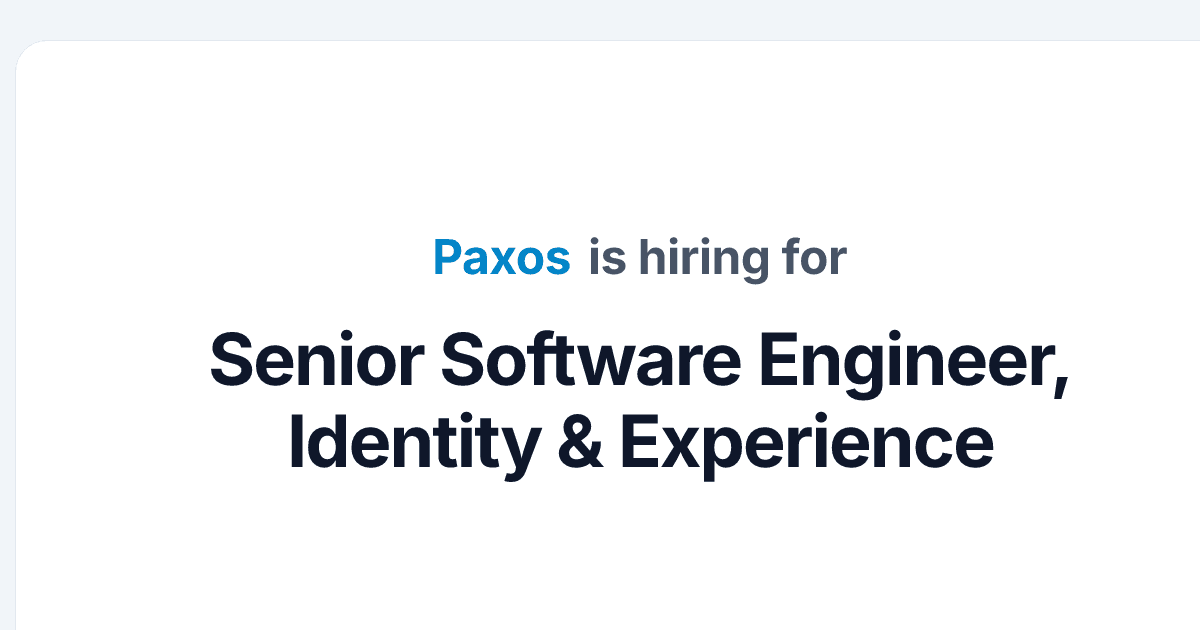 Paxos is hiring for
Senior Software Engineer,
Identity & Experience